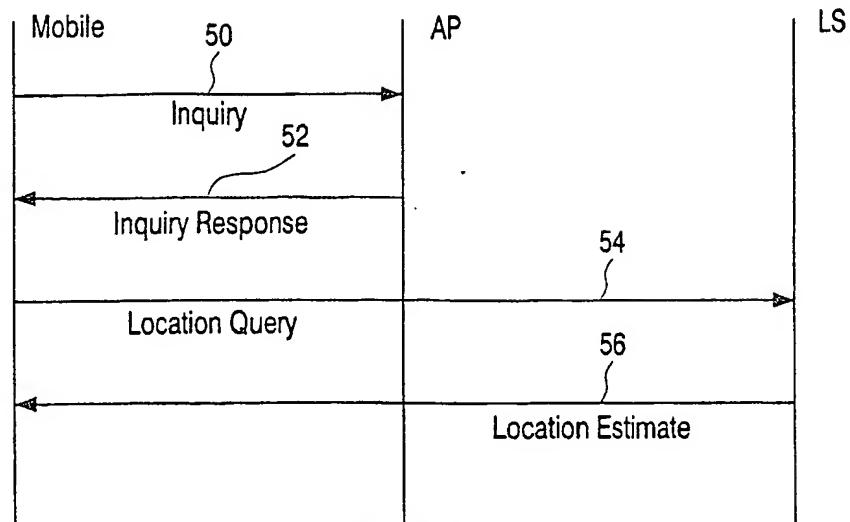 Mobile
AP
LS
50
Inquiry
52
Inquiry Response
54
Location Query
56
Location Estimate